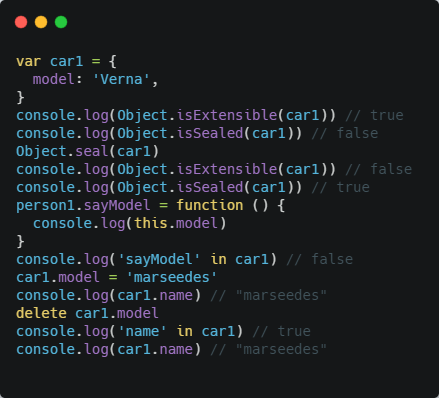 var car1 = {
  model: 'Verna',
}
console.log(Object.isExtensible(car1)) // true
console.log(Object.isSealed(car1)) // false
Object.seal(car1)
console.log(Object.isExtensible(car1)) // false
console.log(Object.isSealed(car1)) // true
person1.sayModel = function () {
  console.log(this.model)
}
console.log('sayModel' in car1) // false
car1.model = 'marseedes'
console.log(car1.name) // "marseedes"
delete car1.model
console.log('name' in car1) // true
console.log(car1.name) // "marseedes"